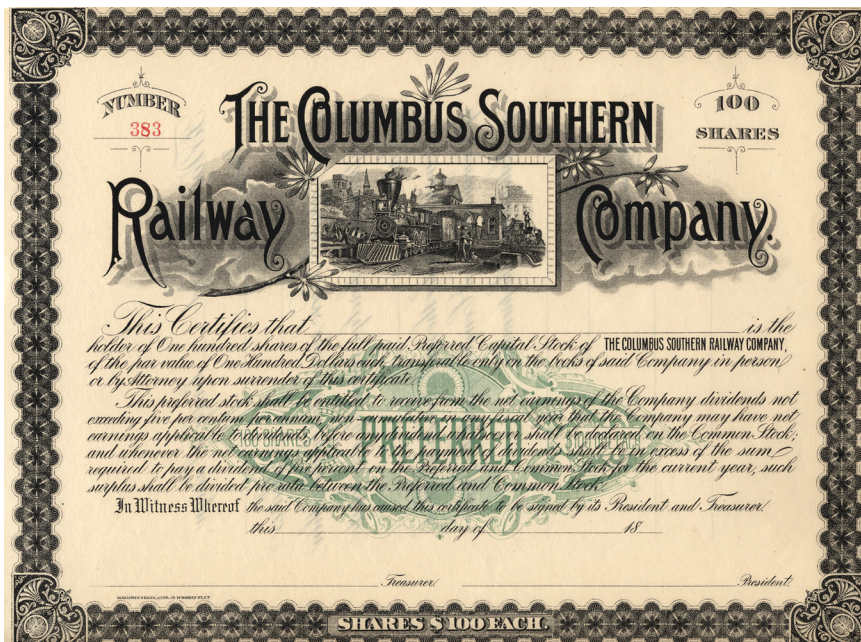 NUMBER
383
THE COLUMBUS SOUTHERN
100
SHARES
Railway Company.
This Certifies that is the
holder of One hundred shares of the full paid Preferred Capital Stock of THE COLUMBUS SOUTHERN RAILWAY COMPANY,
of the par value of One Hundred Dollars each transferable only on the books of said Company in person
or by Attorney upon surrender of this certificate.
This preferred stock shall be entitled to receive from the net earnings of the Company dividends not
exceeding five per centum per annum, non cumulative in any fiscal year that the Company may have net
earnings applicable to dividends before any dividend whatsoever shall be declared on the Common Stock;
and whenever the net earnings applicable to the payment of dividends shall be in excess of the sum
required to pay a dividend of five percent on the Preferred and Common Stock for the current year, such
surplus shall be divided pro rata between the Preferred and Common Stock.
PREFERRED
In Witness Whereof the said Company has caused this certificate to be signed by its President and Treasurer.
this day of 18
Treasurer. President.
SHARES $100 EACH.